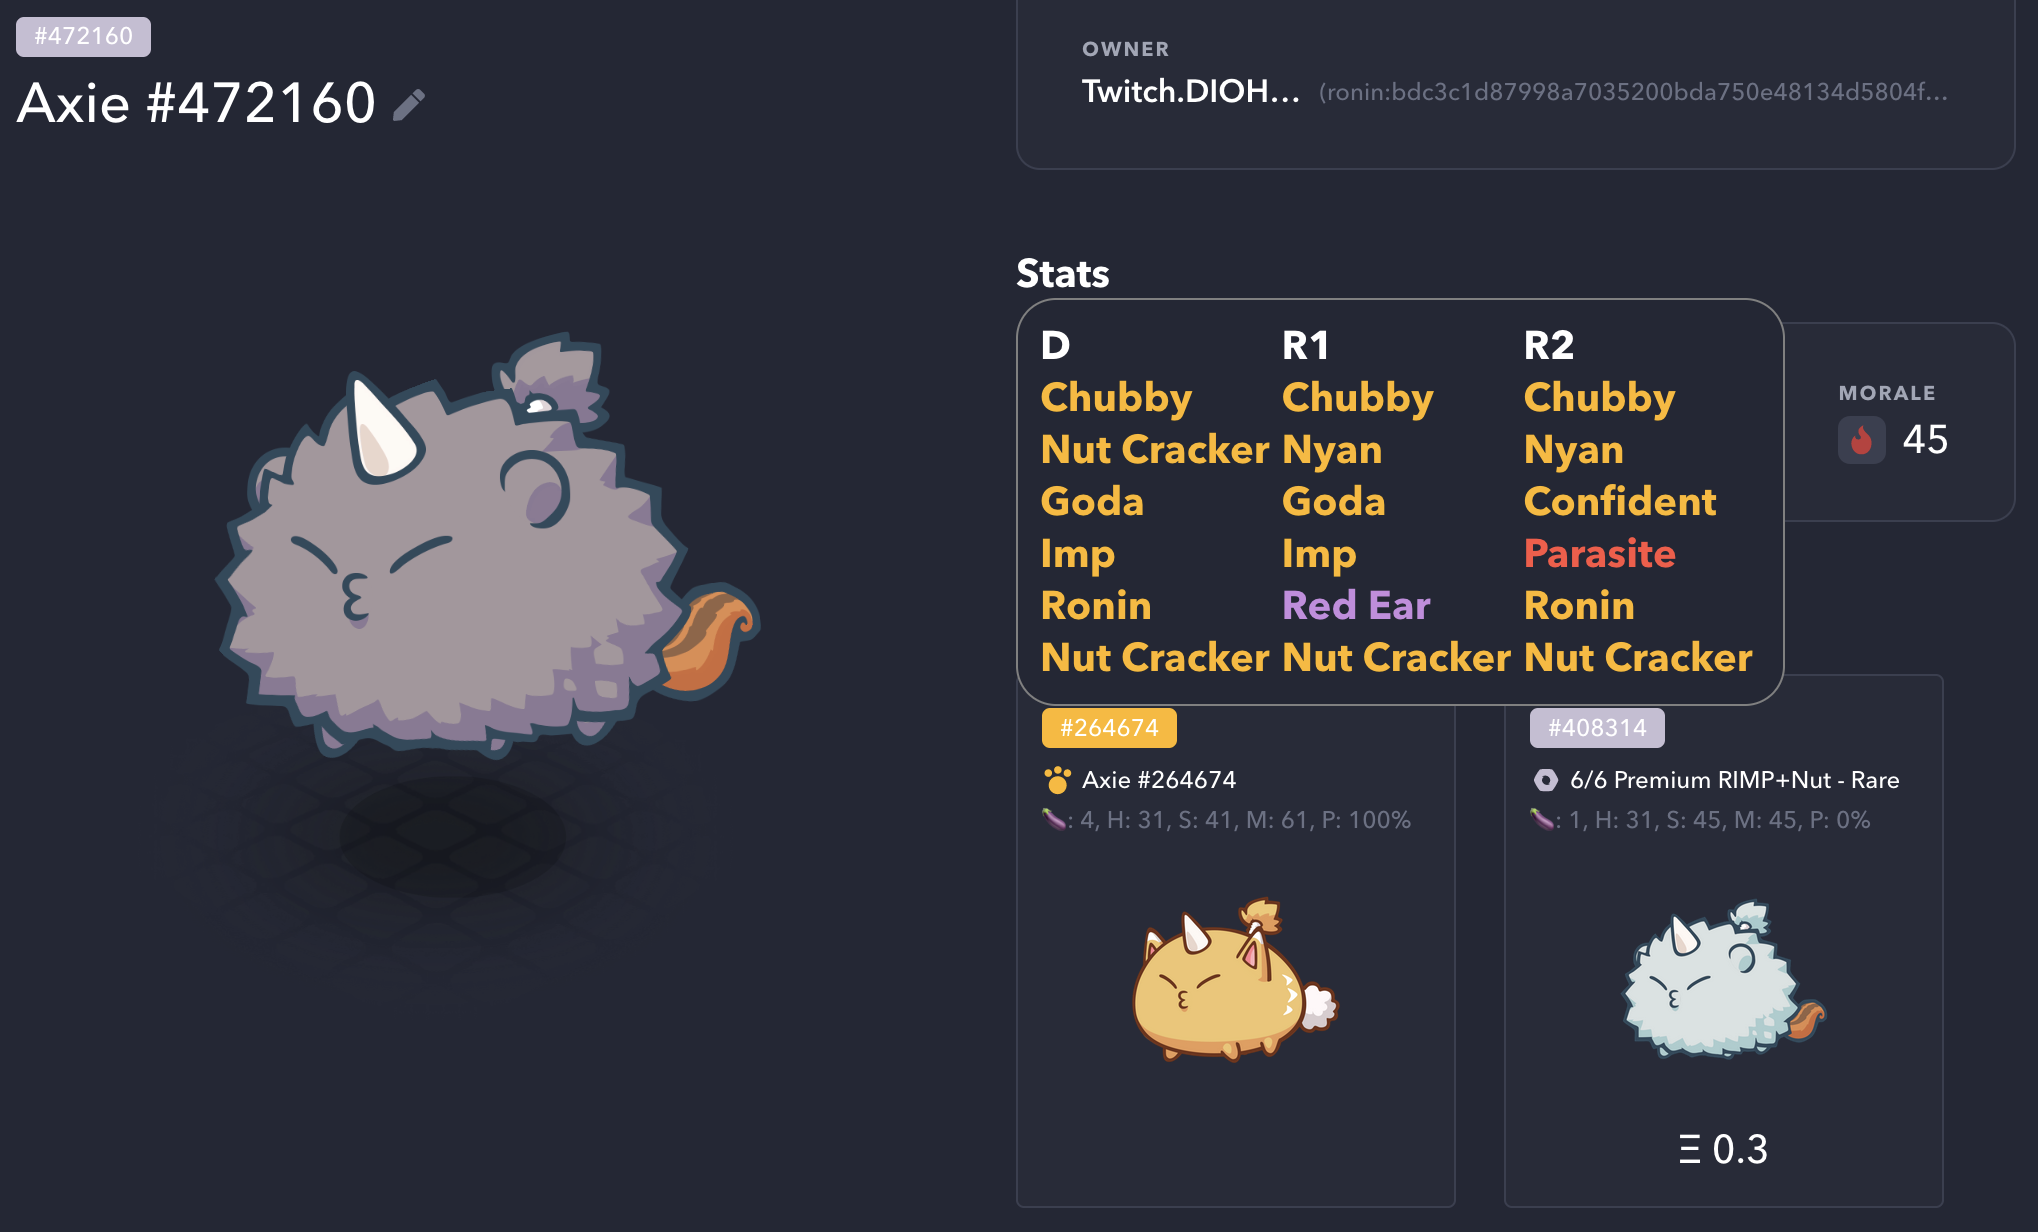 #472160
Axie #472160
OWNER
Twitch.DIOH... (ronin:bdc3c1d87998a7035200bda750e48134d5804f...
Stats
D R1 R2
Chubby Chubby Chubby
Nut Cracker Nyan Nyan
Goda Goda Confident
Imp Imp Parasite
Ronin Red Ear Ronin
Nut Cracker Nut Cracker Nut Cracker
MORALE
45
#264674
Axie #264674
🍆: 4, H: 31, S: 41, M: 61, P: 100%
#408314
6/6 Premium RIMP+Nut - Rare
🍆: 1, H: 31, S: 45, M: 45, P: 0%
Ξ 0.3